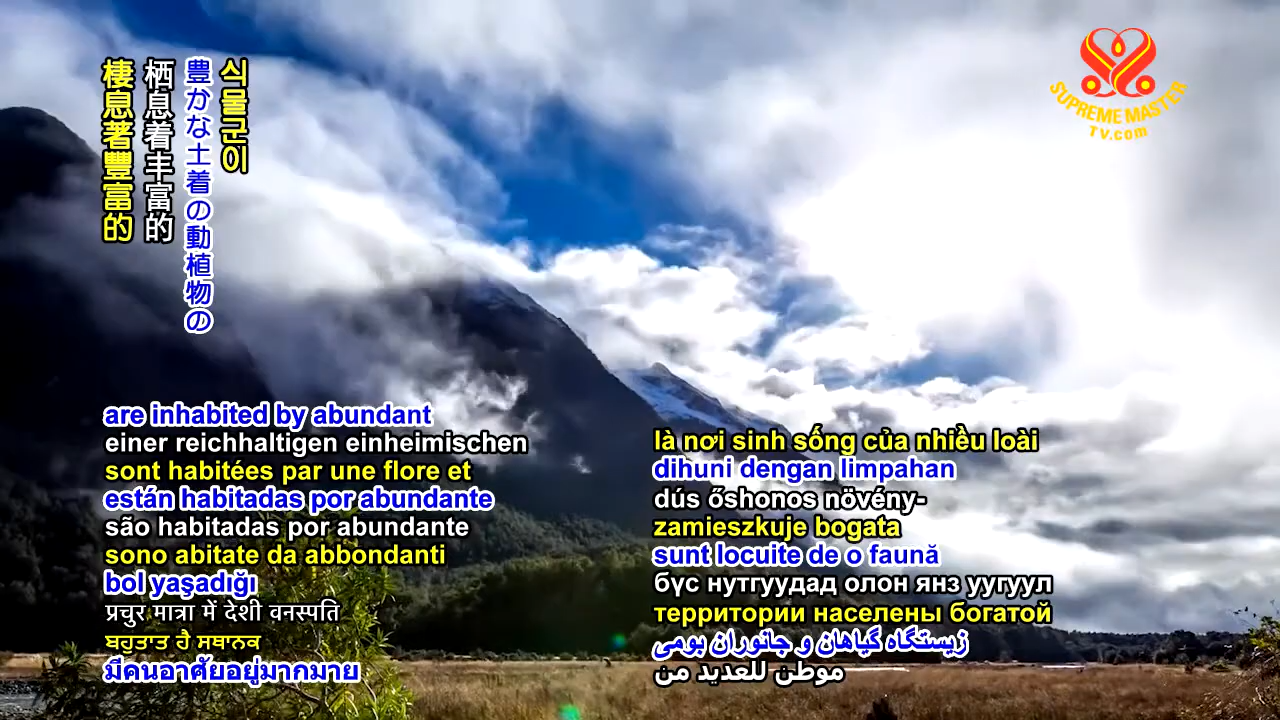 식물군이
豊かな土着の動植物の
栖息着丰富的
棲息著豐富的
SUPREME MASTER
TV.com
are inhabited by abundant
einer reichhaltigen einheimischen
sont habitées par une flore et
están habitadas por abundante
são habitadas por abundante
sono abitate da abbondanti
bol yaşadığı
प्रचुर मात्रा में देशी वनस्पति
ਬਹੁਤਾਤ ਹੈ ਸਥਾਨਕ
มีคนอาศัยอยู่มากมาย
là nơi sinh sống của nhiều loài
dihuni dengan limpahan
dús őshonos növény-
zamieszkuje bogata
sunt locuite de o faună
бүс нутгуудад олон янз уугуул
территории населены богатой
زیستگاه گیاهان و جانوران بومی
موطن للعديد من